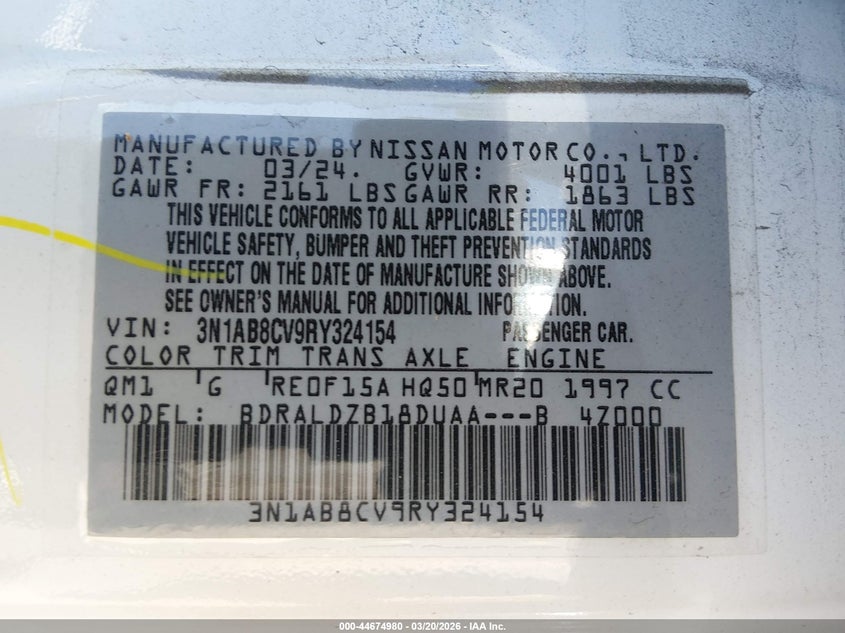 MANUFACTURED BY NISSAN MOTOR CO., LTD.
DATE: 03/24. GVWR: 4001 LBS
GAWR FR: 2161 LBS GAWR RR: 1863 LBS
THIS VEHICLE CONFORMS TO ALL APPLICABLE FEDERAL MOTOR
VEHICLE SAFETY, BUMPER AND THEFT PREVENTION STANDARDS
IN EFFECT ON THE DATE OF MANUFACTURE SHOWN ABOVE.
SEE OWNER'S MANUAL FOR ADDITIONAL INFORMATION.
VIN: 3N1AB8CV9RY324154 PASSENGER CAR.
COLOR TRIM TRANS AXLE ENGINE
QM1 G RE0F15A HQ50 MR20 1997 CC
MODEL: BDRALDZB18DUAA---B 4Z000
3N1AB8CV9RY324154
000-44674980 | 03/20/2026 - IAA Inc.